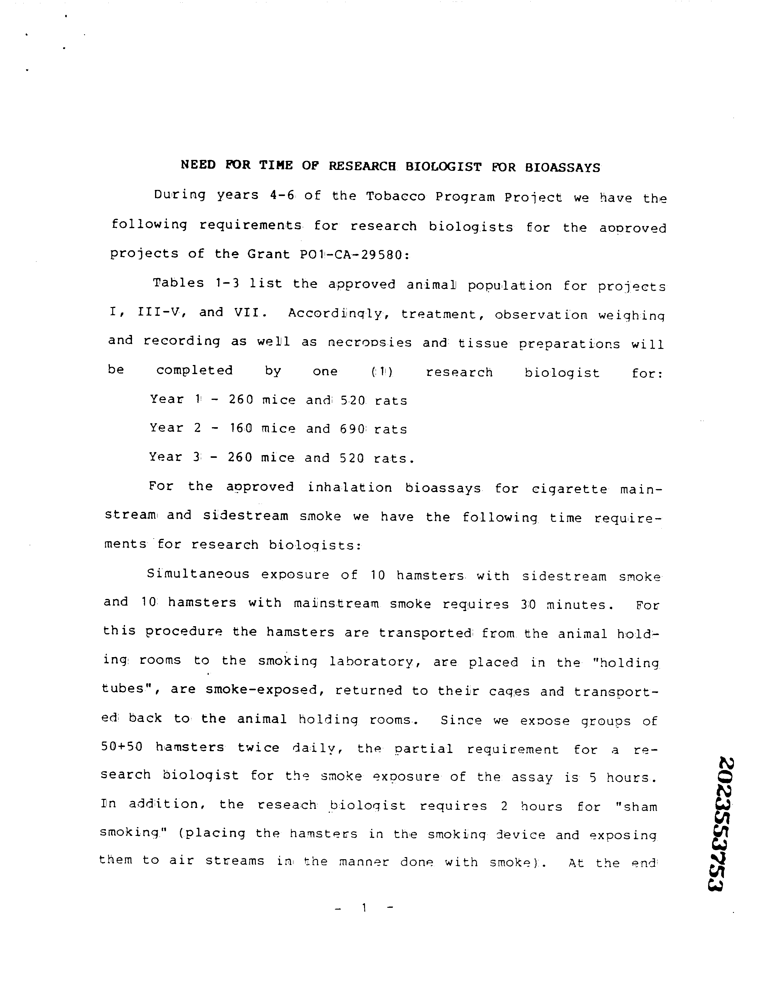 NEED FOR TIME OF RESEARCH BIOLOGIST FOR BIOASSAYS
During years 4-6 of the Tobacco Program Project we have the
following requirements for research biologists for the approved
projects of the Grant PO1-CA-29580:
Tables 1-3 list the approved animal population for projects
I, III-V, and VII. Accordingly, treatment, observation weighing
and recording as well as necropsies and tissue preparations will
be completed by one (1) research biologist for:
Year 1 - 260 mice and 520 rats
Year 2 - 160 mice and 690 rats
Year 3 - 260 mice and 520 rats.
For the approved inhalation bioassays for cigarette main-
stream and sidestream smoke we have the following time require-
ments for research biologists:
Simultaneous exposure of 10 hamsters with sidestream smoke
and 10 hamsters with mainstream smoke requires 30 minutes. For
this procedure the hamsters are transported from the animal hold-
ing rooms to the smoking laboratory, are placed in the "holding
tubes", are smoke-exposed, returned to their cages and transport-
ed back to the animal holding rooms. Since we expose groups of
50+50 hamsters twice daily, the partial requirement for a re-
search biologist for the smoke exposure of the assay is 5 hours.
In addition, the reseach biologist requires 2 hours for "sham
smoking" (placing the hamsters in the smoking device and exposing
them to air streams in the manner done with smoke). At the end
- 1 -
2023553753